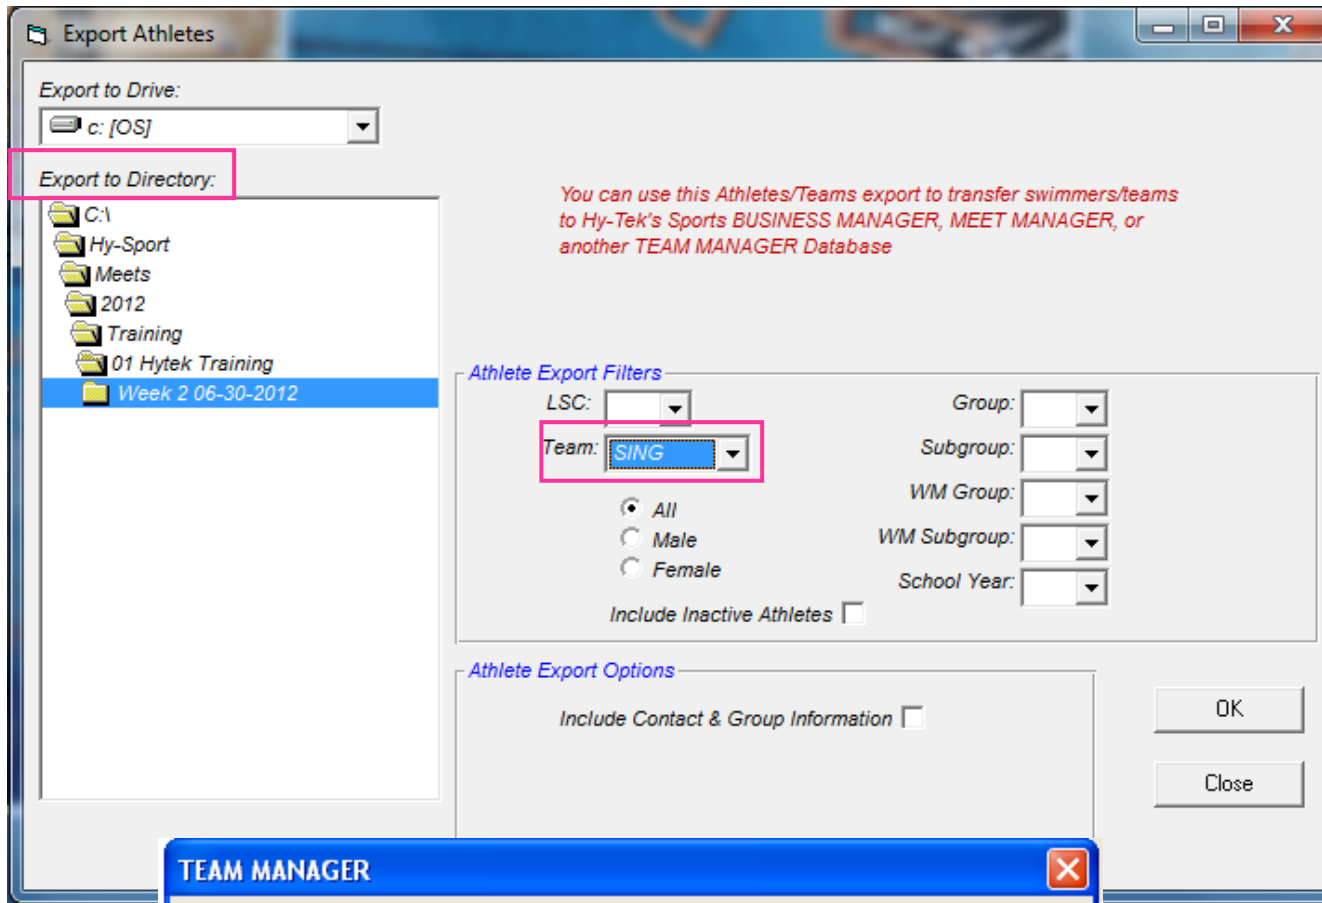 Export Athletes
Export to Drive:
c: [OS]
Export to Directory:
C:\
Hy-Sport
Meets
2012
Training
01 Hytek Training
Week 2 06-30-2012
You can use this Athletes/Teams export to transfer swimmers/teams
to Hy-Tek's Sports BUSINESS MANAGER, MEET MANAGER, or
another TEAM MANAGER Database
Athlete Export Filters
LSC:
Team: SING
All
Male
Female
Include Inactive Athletes
Group:
Subgroup:
WM Group:
WM Subgroup:
School Year:
Athlete Export Options
Include Contact & Group Information
OK
Close
TEAM MANAGER